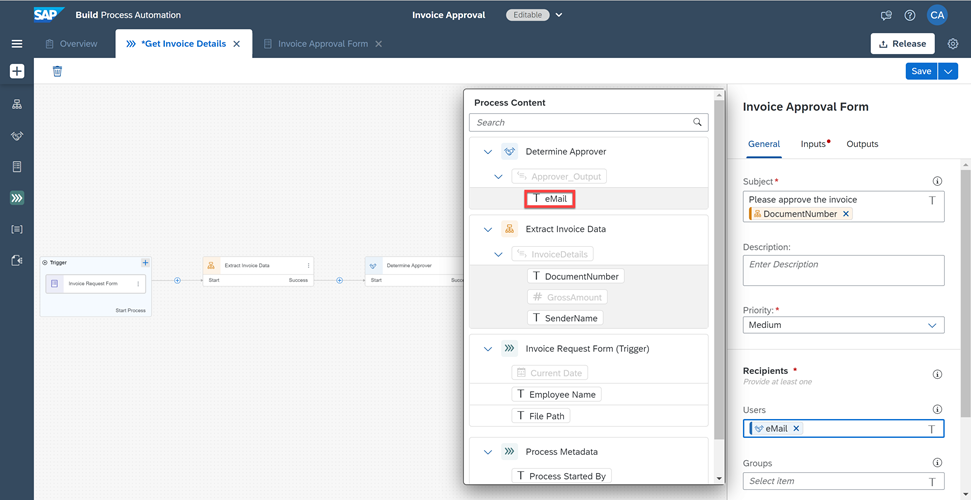 SAP Build Process Automation
Invoice Approval
Editable
CA
Overview
*Get Invoice Details
Invoice Approval Form
Release
Save
Trigger
Invoice Request Form
Start Process
Extract Invoice Data
Start Success
Determine Approver
Start Success
Process Content
Search
Determine Approver
Approver_Output
T eMail
Extract Invoice Data
InvoiceDetails
T DocumentNumber
# GrossAmount
T SenderName
Invoice Request Form (Trigger)
Current Date
T Employee Name
T File Path
Process Metadata
T Process Started By
Invoice Approval Form
General Inputs Outputs
Subject*
Please approve the invoice T
DocumentNumber
Description:
Enter Description
Priority:*
Medium
Recipients *
Provide at least one
Users
eMail T
Groups
Select item T